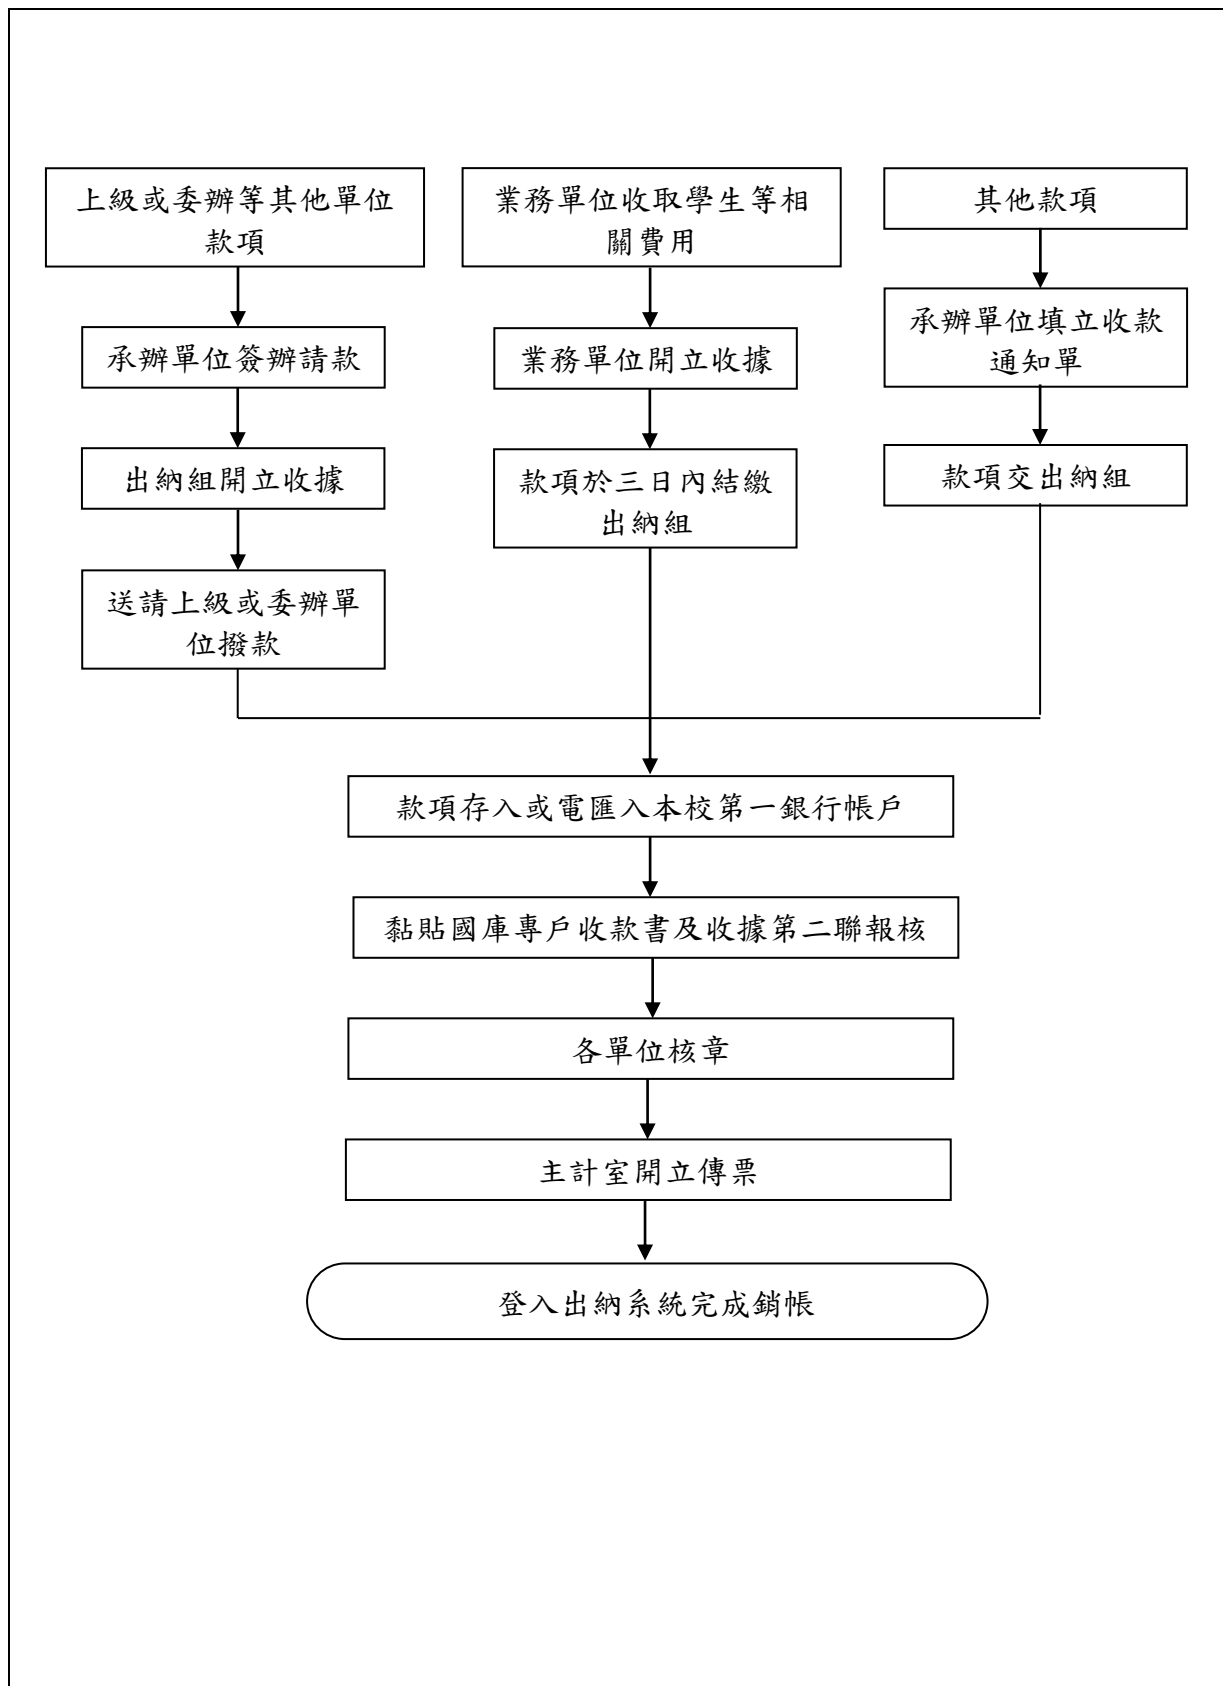 上級或委辦等其他單位
款項
承辦單位簽辦請款
出納組開立收據
送請上級或委辦單
位撥款
業務單位收取學生等相
關費用
業務單位開立收據
款項於三日內結繳
出納組
其他款項
承辦單位填立收款
通知單
款項交出納組
款項存入或電匯入本校第一銀行帳戶
黏貼國庫專戶收款書及收據第二聯報核
各單位核章
主計室開立傳票
登入出納系統完成銷帳